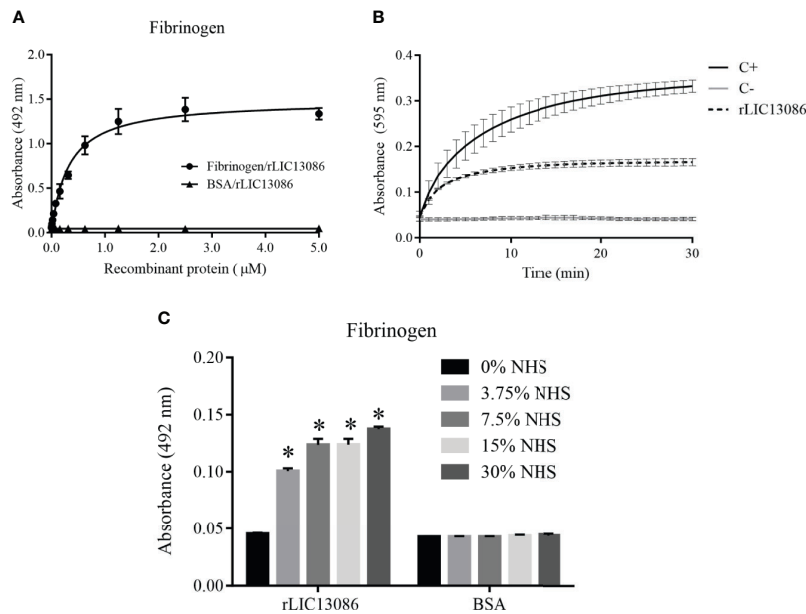 A
Fibrinogen
2.0
1.5
1.0
0.5
0.0
Absorbance (492 nm)
Fibrinogen/rLIC13086
BSA/rLIC13086
0.0 1.0 2.0 3.0 4.0 5.0
Recombinant protein ( µM)
B
0.4
0.3
0.2
0.1
0.0
Absorbance (595 nm)
0 10 20 30
Time (min)
C+
C-
rLIC13086
C
Fibrinogen
0.20
0.15
0.10
0.05
0.00
Absorbance (492 nm)
0% NHS
3.75% NHS
7.5% NHS
15% NHS
30% NHS
* * * *
rLIC13086 BSA